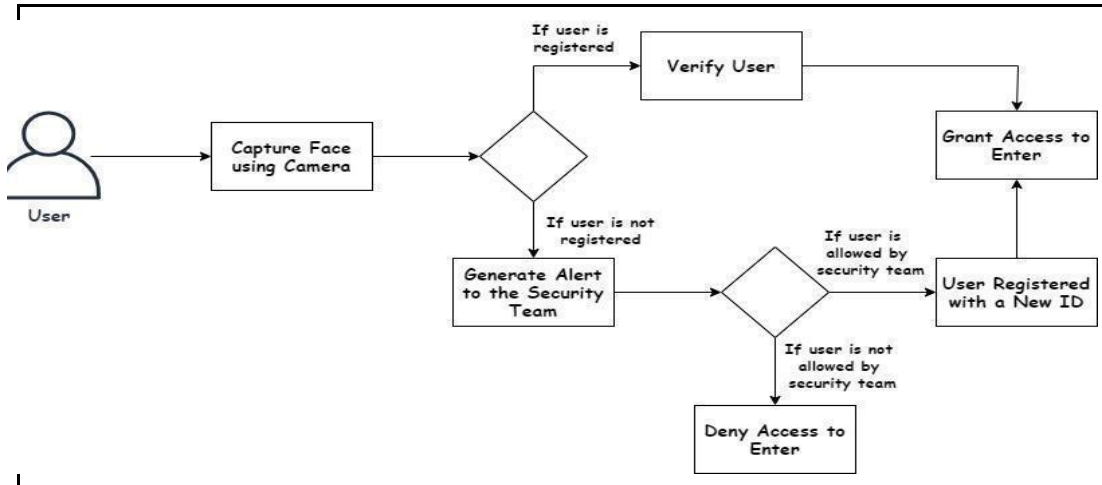 If user is
registered
Verify User
Capture Face
using Camera
Grant Access to
Enter
User
If user is not
registered
If user is
allowed by
security team
Generate Alert
to the Security
Team
User Registered
with a New ID
If user is not
allowed by
security team
Deny Access to
Enter